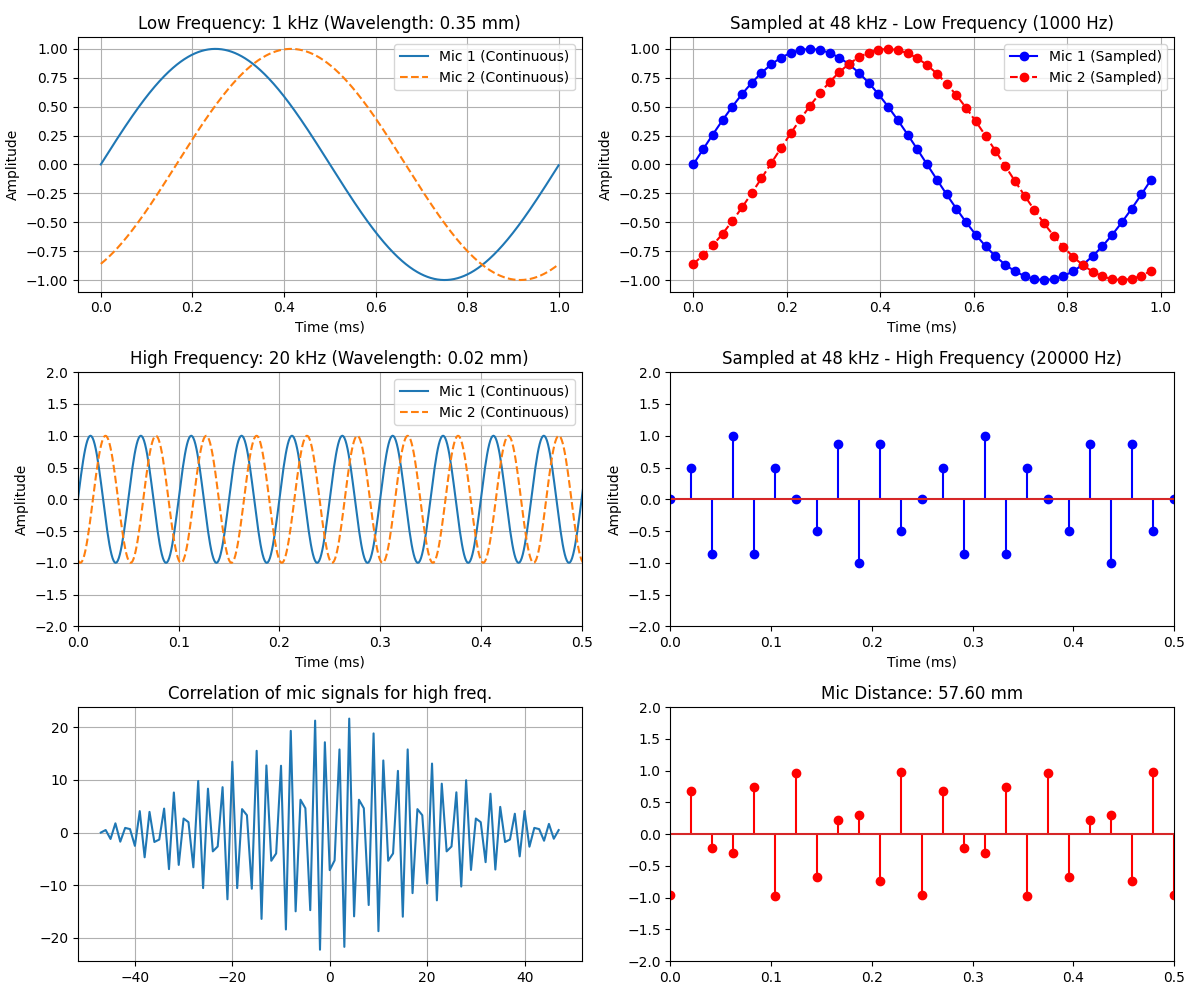 Low Frequency: 1 kHz (Wavelength: 0.35 mm)
1.00
0.75
0.50
0.25
0.00
−0.25
−0.50
−0.75
−1.00
Amplitude
Mic 1 (Continuous)
Mic 2 (Continuous)
0.0 0.2 0.4 0.6 0.8 1.0
Time (ms)
Sampled at 48 kHz - Low Frequency (1000 Hz)
1.00
0.75
0.50
0.25
0.00
−0.25
−0.50
−0.75
−1.00
Amplitude
Mic 1 (Sampled)
Mic 2 (Sampled)
0.0 0.2 0.4 0.6 0.8 1.0
Time (ms)
High Frequency: 20 kHz (Wavelength: 0.02 mm)
2.0
1.5
1.0
0.5
0.0
−0.5
−1.0
−1.5
−2.0
Amplitude
Mic 1 (Continuous)
Mic 2 (Continuous)
0.0 0.1 0.2 0.3 0.4 0.5
Time (ms)
Sampled at 48 kHz - High Frequency (20000 Hz)
2.0
1.5
1.0
0.5
0.0
−0.5
−1.0
−1.5
−2.0
Amplitude
0.0 0.1 0.2 0.3 0.4 0.5
Time (ms)
Correlation of mic signals for high freq.
20
10
0
−10
−20
−40 −20 0 20 40
Mic Distance: 57.60 mm
2.0
1.5
1.0
0.5
0.0
−0.5
−1.0
−1.5
−2.0
0.0 0.1 0.2 0.3 0.4 0.5